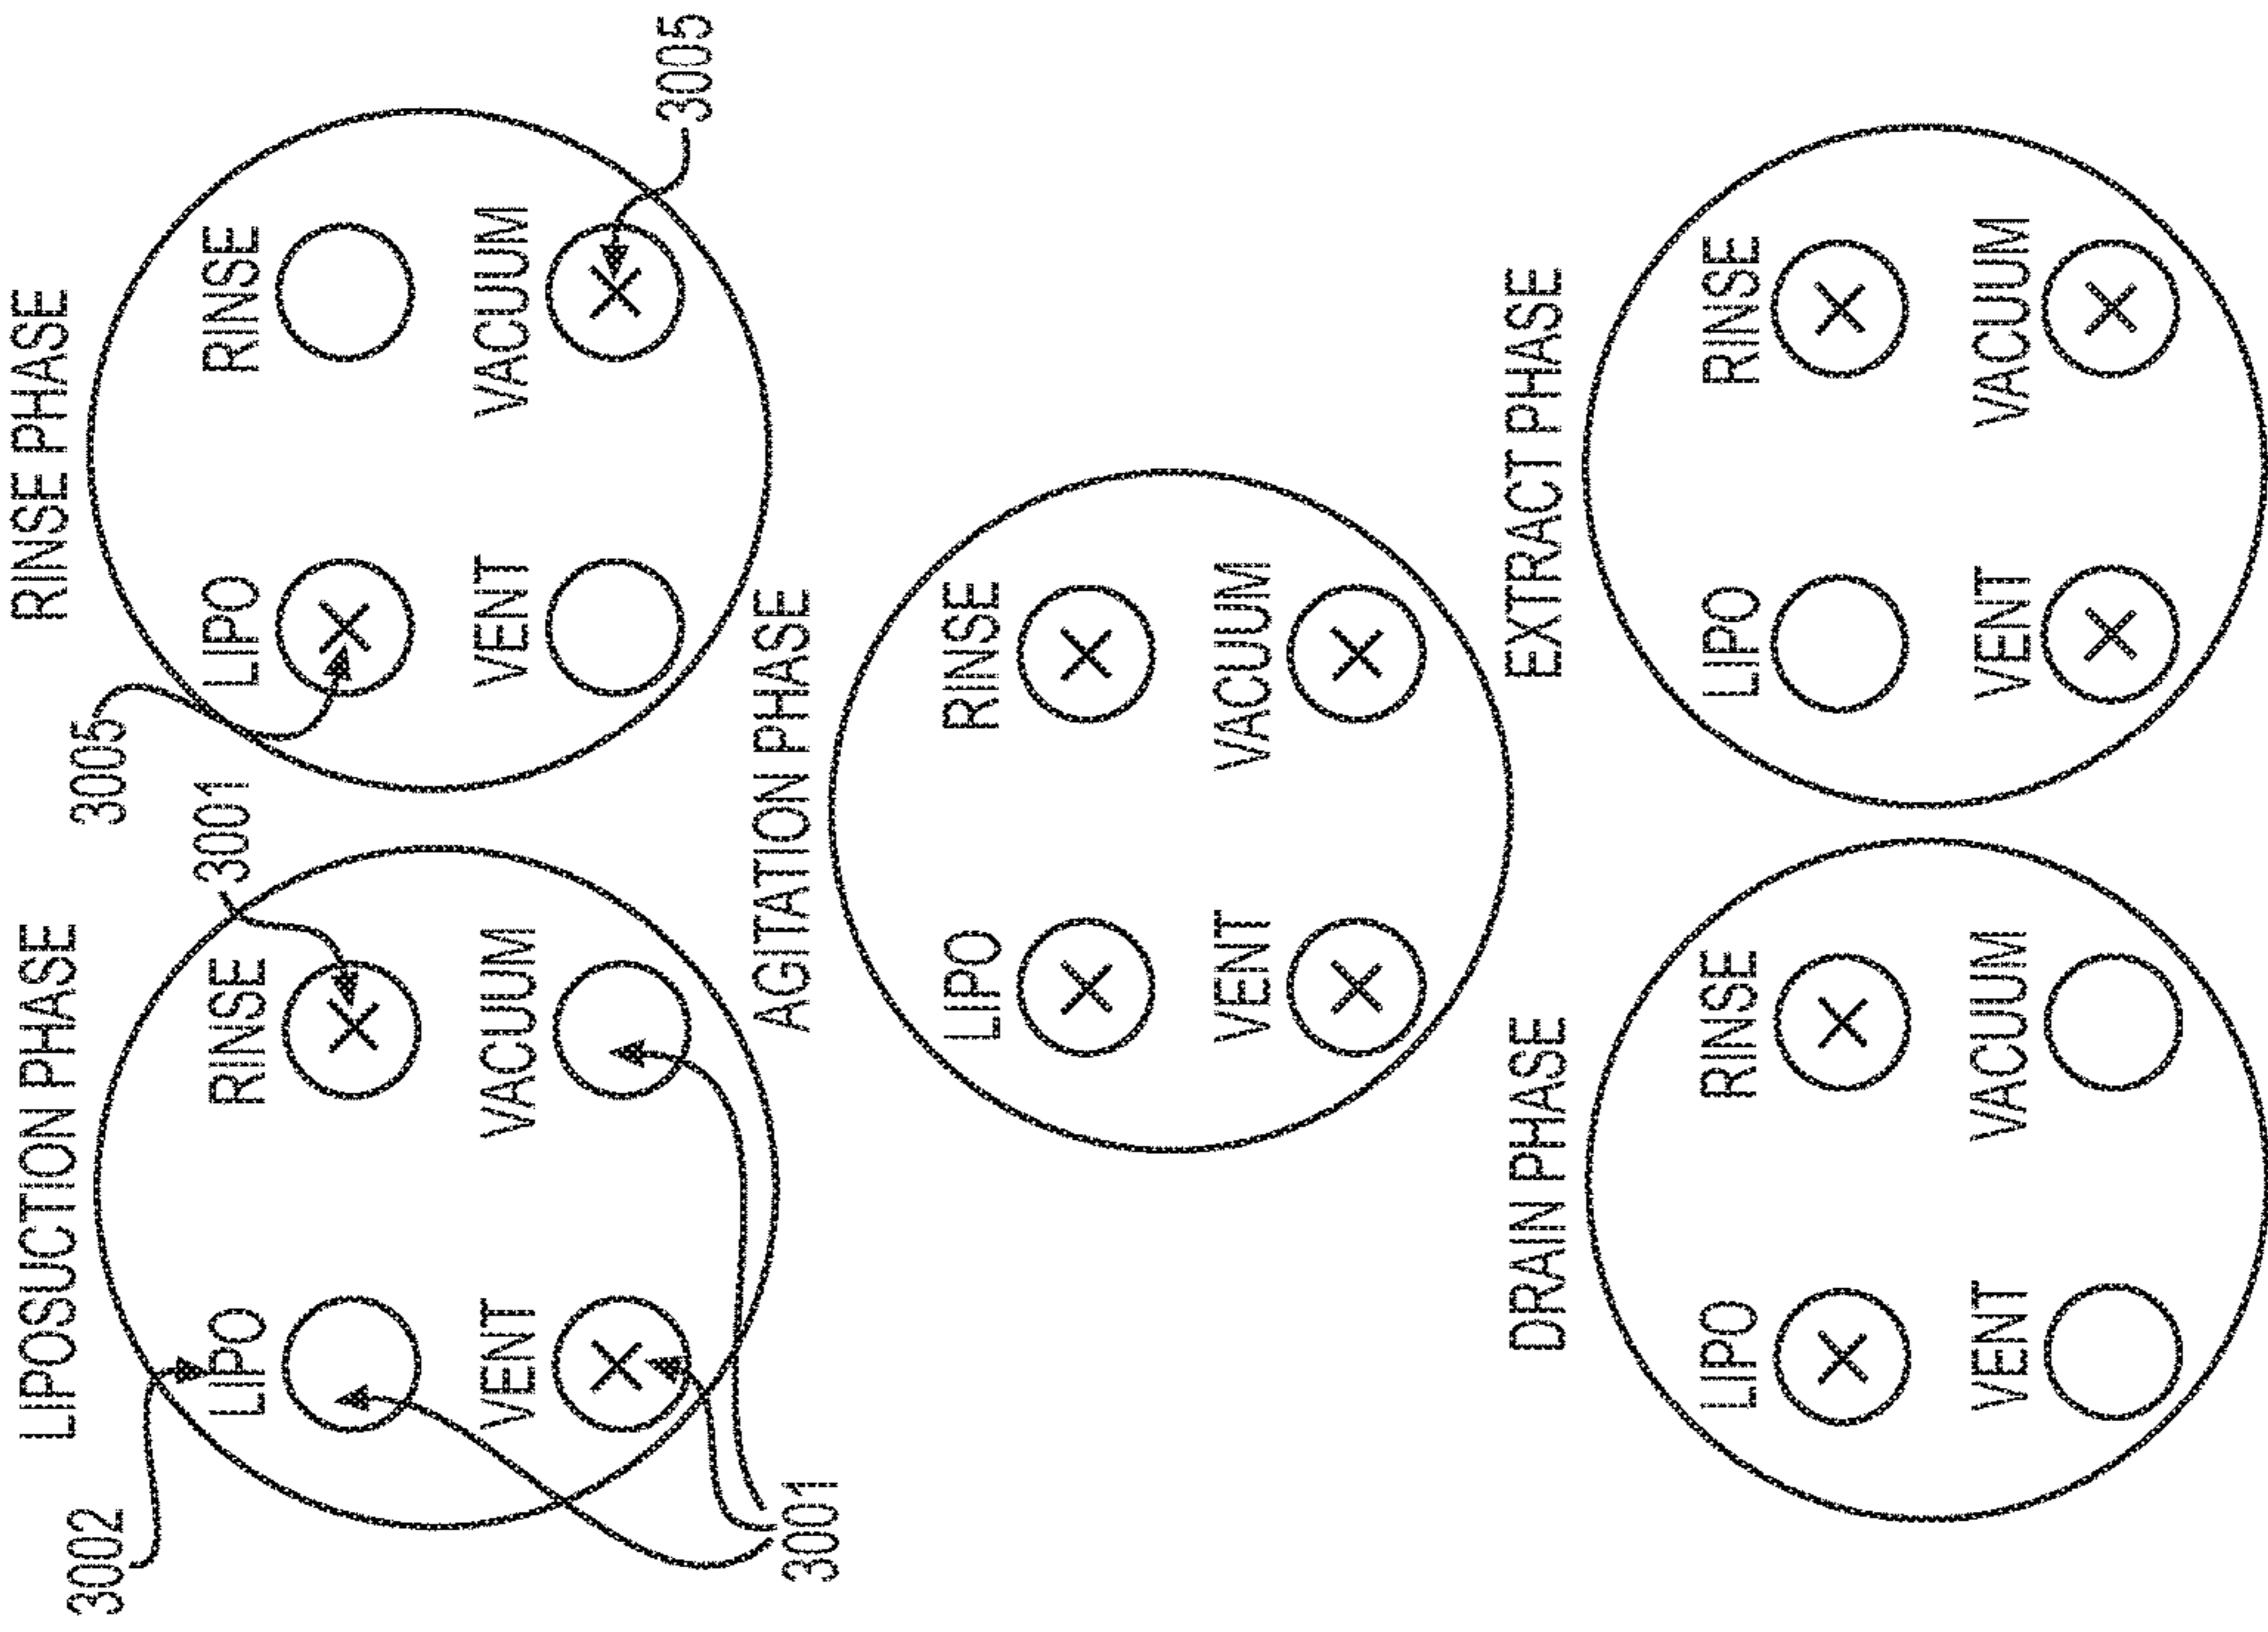 LIPOSUCTION PHASE
3002
LIPO
RINSE
3001
VENT
VACUUM
3001
RINSE PHASE
3005
LIPO
RINSE
VENT
VACUUM
3005
AGITATION PHASE
LIPO
RINSE
VENT
VACUUM
DRAIN PHASE
LIPO
RINSE
VENT
VACUUM
EXTRACT PHASE
LIPO
RINSE
VENT
VACUUM